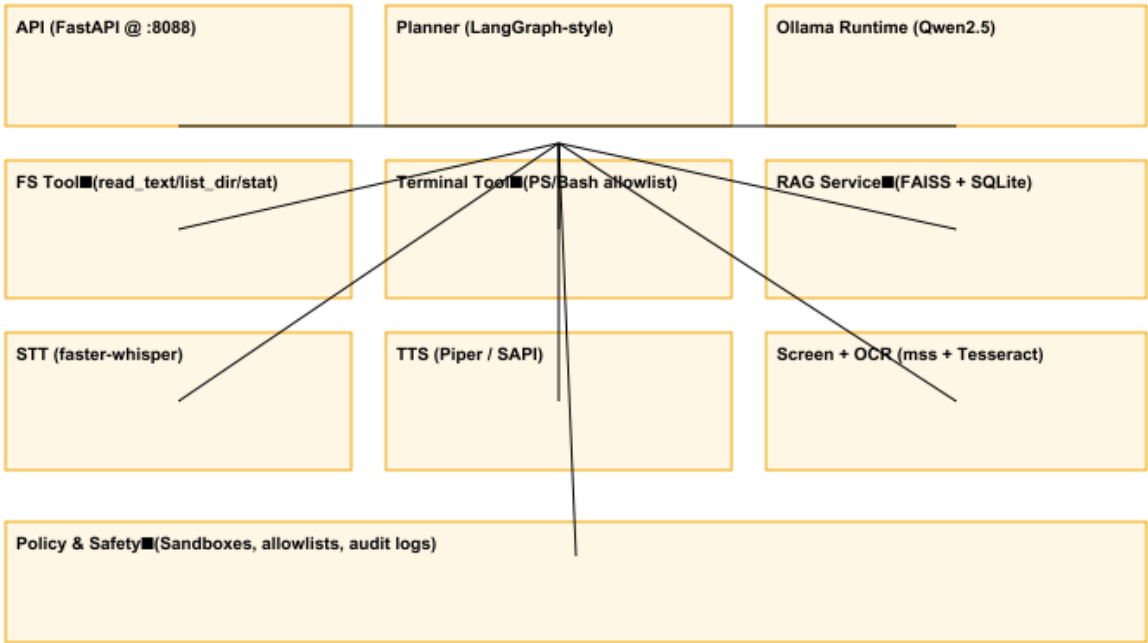 API (FastAPI @ :8088)
Planner (LangGraph-style)
Ollama Runtime (Qwen2.5)
FS Tool■(read_text/list_dir/stat)
Terminal Tool■(PS/Bash allowlist)
RAG Service■(FAISS + SQLite)
STT (faster-whisper)
TTS (Piper / SAPI)
Screen + OCR (mss + Tesseract)
Policy & Safety■(Sandboxes, allowlists, audit logs)